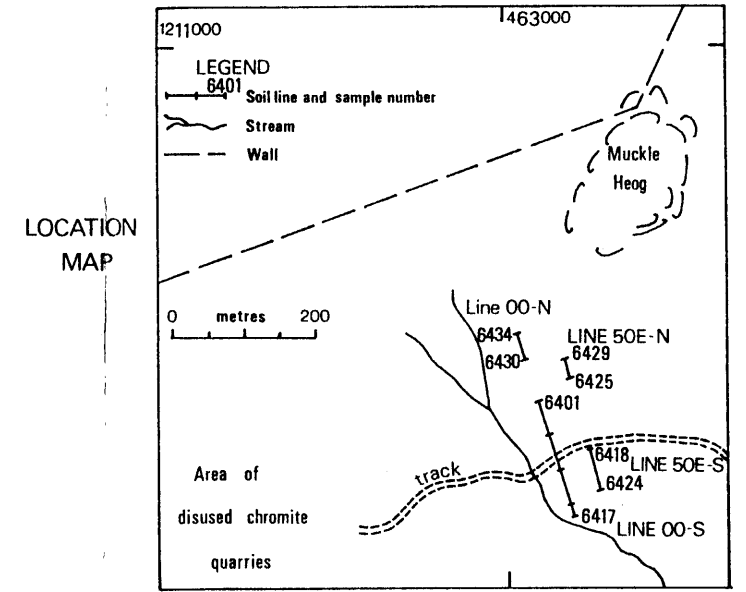 1211000
463000
LEGEND
6401
Soil line and sample number
Stream
Wall
Muckle
Heog
LOCATION
MAP
0 metres 200
Line 00-N
6434
6430
LINE 50E-N
6429
6425
6401
6418
LINE 50E-S
6424
track
6417
LINE 00-S
Area of
disused chromite
quarries